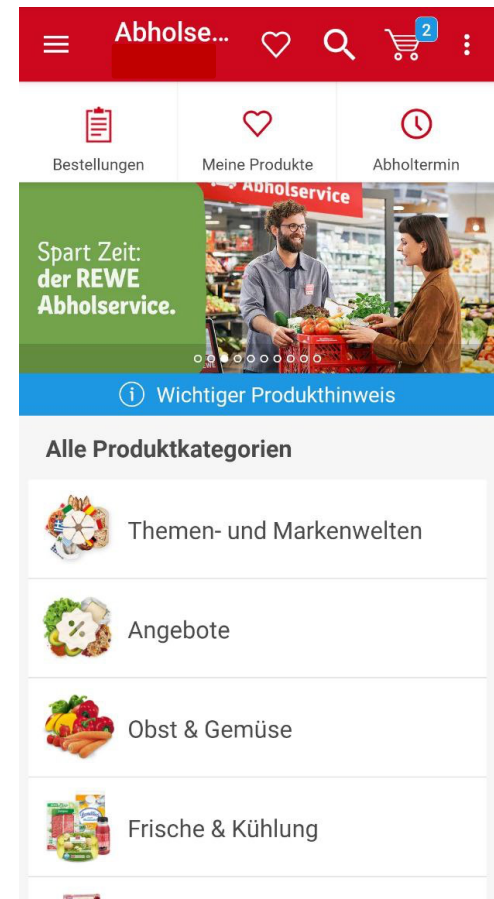 Abholse...
2
Bestellungen
Meine Produkte
Abholtermin
Abholservice
Spart Zeit:
der REWE
Abholservice.
Wichtiger Produkthinweis
Alle Produktkategorien
Themen- und Markenwelten
%
Angebote
Obst & Gemüse
Frische & Kühlung